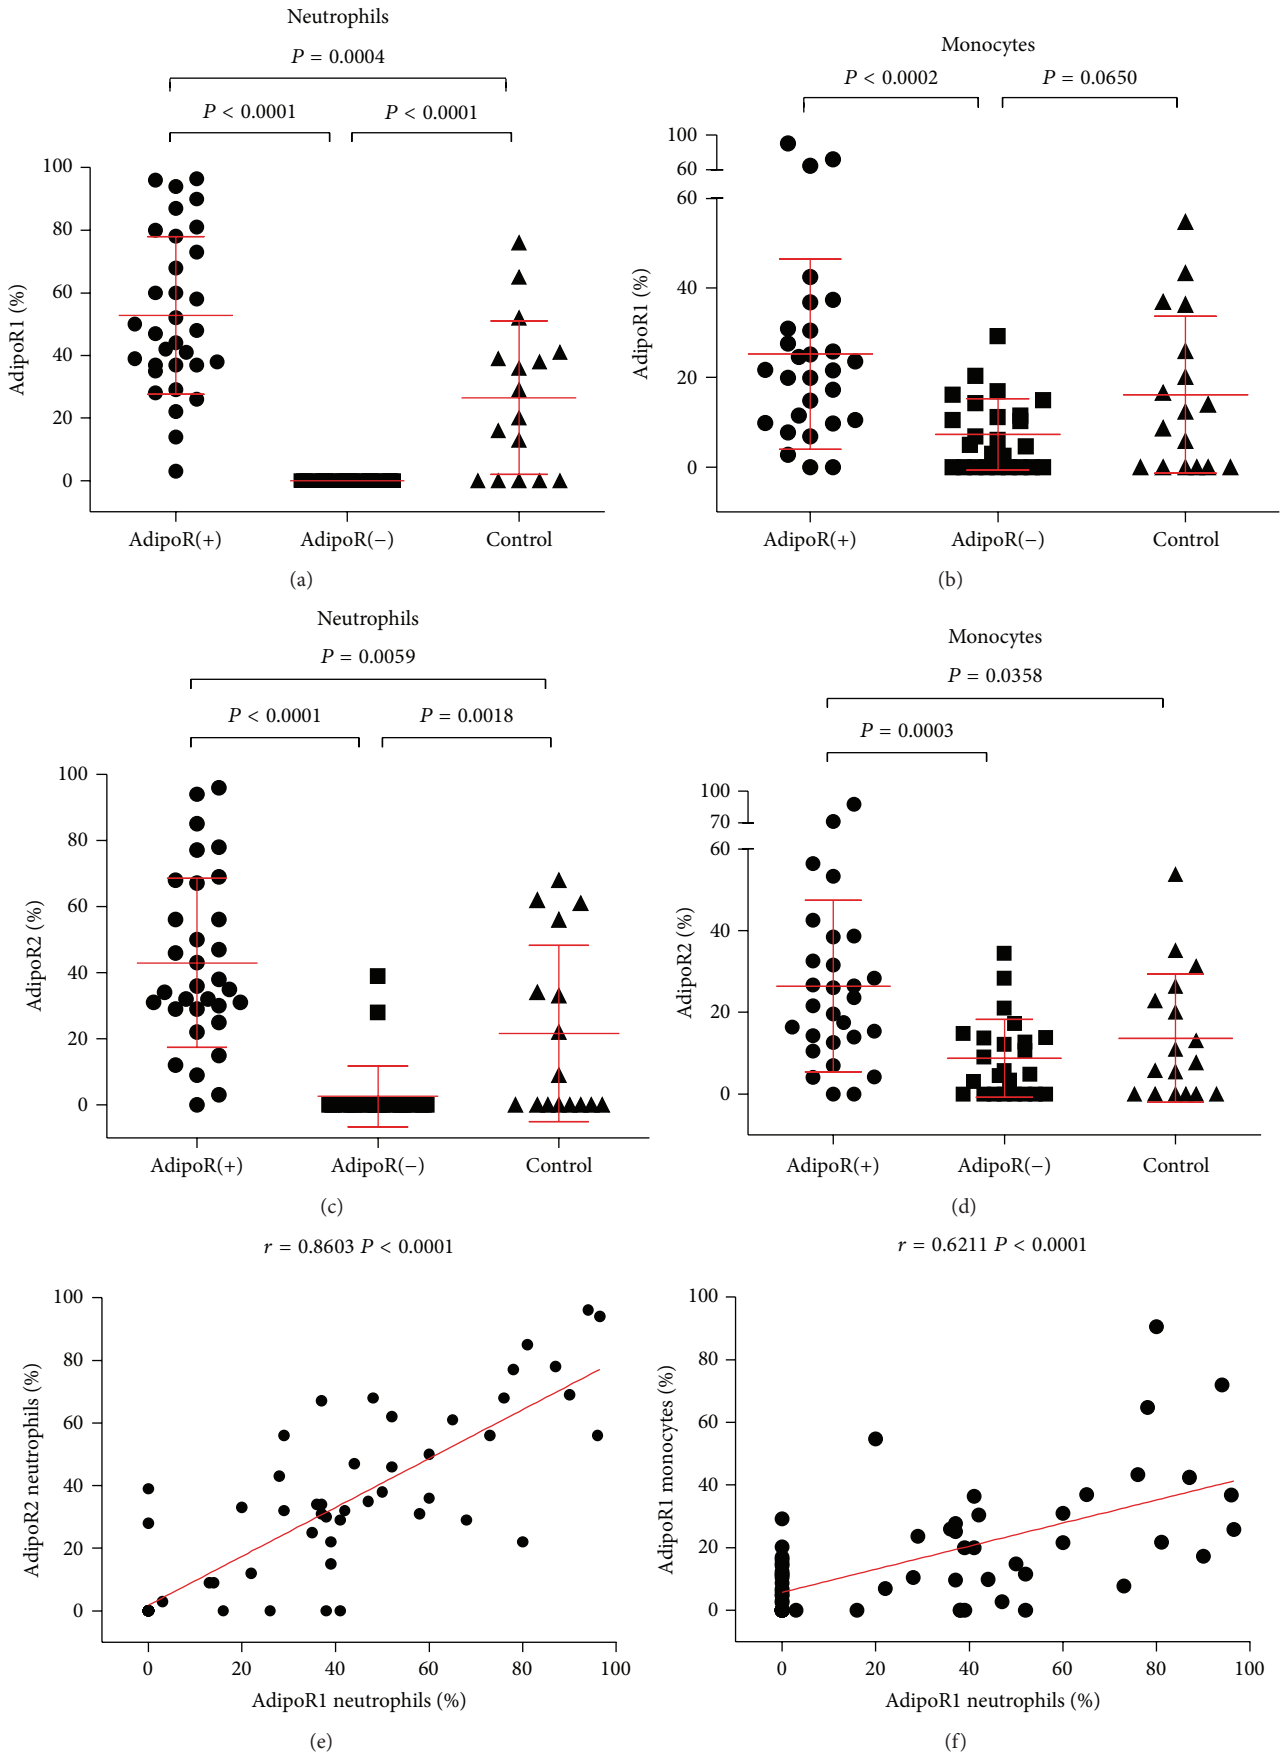 Neutrophils
P = 0.0004
P < 0.0001
P < 0.0001
100
80
60
40
20
0
AdipoR1 (%)
AdipoR(+)
AdipoR(−)
Control
(a)
Monocytes
P < 0.0002
P = 0.0650
100
60
60
40
20
0
AdipoR1 (%)
AdipoR(+)
AdipoR(−)
Control
(b)
Neutrophils
P = 0.0059
P < 0.0001
P = 0.0018
100
80
60
40
20
0
AdipoR2 (%)
AdipoR(+)
AdipoR(−)
Control
(c)
Monocytes
P = 0.0358
P = 0.0003
100
70
60
40
20
0
AdipoR2 (%)
AdipoR(+)
AdipoR(−)
Control
(d)
r = 0.8603 P < 0.0001
100
80
60
40
20
0
AdipoR2 neutrophils (%)
0 20 40 60 80 100
AdipoR1 neutrophils (%)
(e)
r = 0.6211 P < 0.0001
100
80
60
40
20
0
AdipoR1 monocytes (%)
0 20 40 60 80 100
AdipoR1 neutrophils (%)
(f)